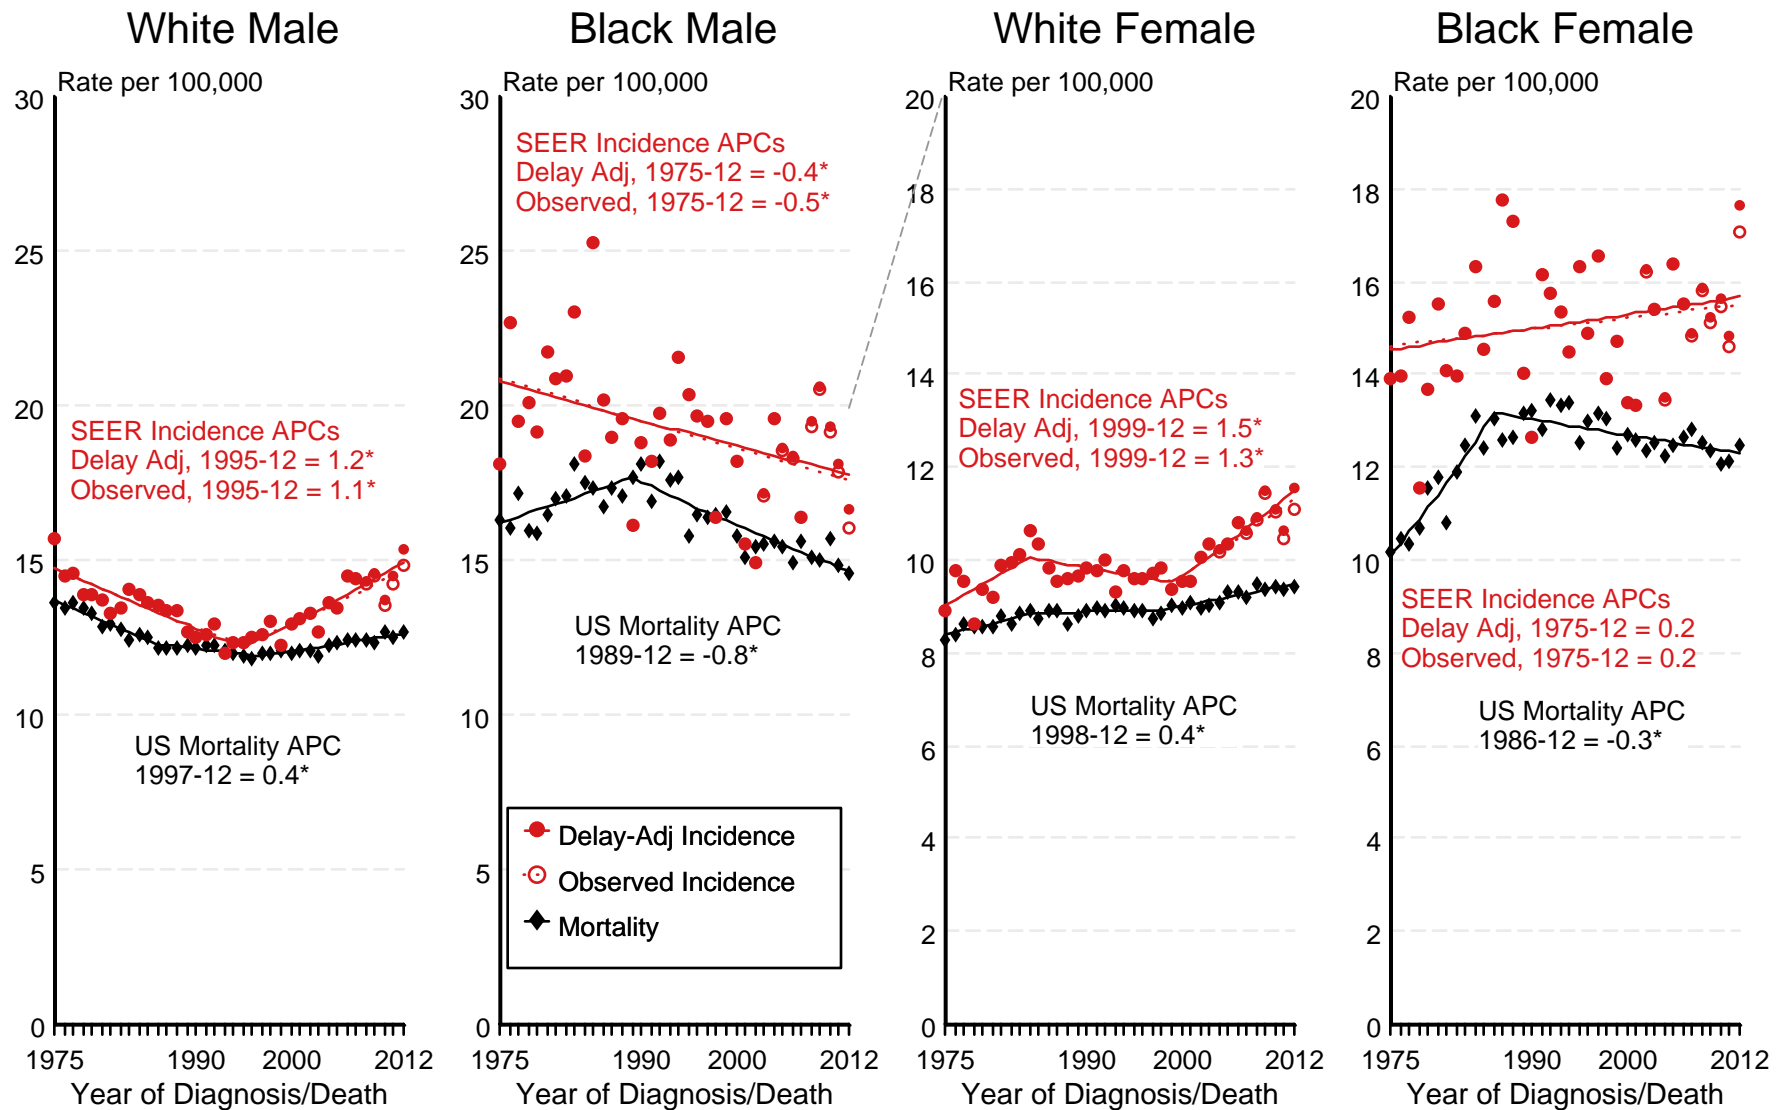 White Male
Rate per 100,000
30
25
20
15
10
5
0
SEER Incidence APCs
Delay Adj, 1995-12 = 1.2*
Observed, 1995-12 = 1.1*
US Mortality APC
1997-12 = 0.4*
1975 1990 2000 2012
Year of Diagnosis/Death
Black Male
Rate per 100,000
30
25
20
15
10
5
0
SEER Incidence APCs
Delay Adj, 1975-12 = -0.4*
Observed, 1975-12 = -0.5*
US Mortality APC
1989-12 = -0.8*
Delay-Adj Incidence
Observed Incidence
Mortality
1975 1990 2000 2012
Year of Diagnosis/Death
White Female
Rate per 100,000
20
18
16
14
12
10
8
6
4
2
0
SEER Incidence APCs
Delay Adj, 1999-12 = 1.5*
Observed, 1999-12 = 1.3*
US Mortality APC
1998-12 = 0.4*
1975 1990 2000 2012
Year of Diagnosis/Death
Black Female
Rate per 100,000
20
18
16
14
12
10
8
6
4
2
0
SEER Incidence APCs
Delay Adj, 1975-12 = 0.2
Observed, 1975-12 = 0.2
US Mortality APC
1986-12 = -0.3*
1975 1990 2000 2012
Year of Diagnosis/Death